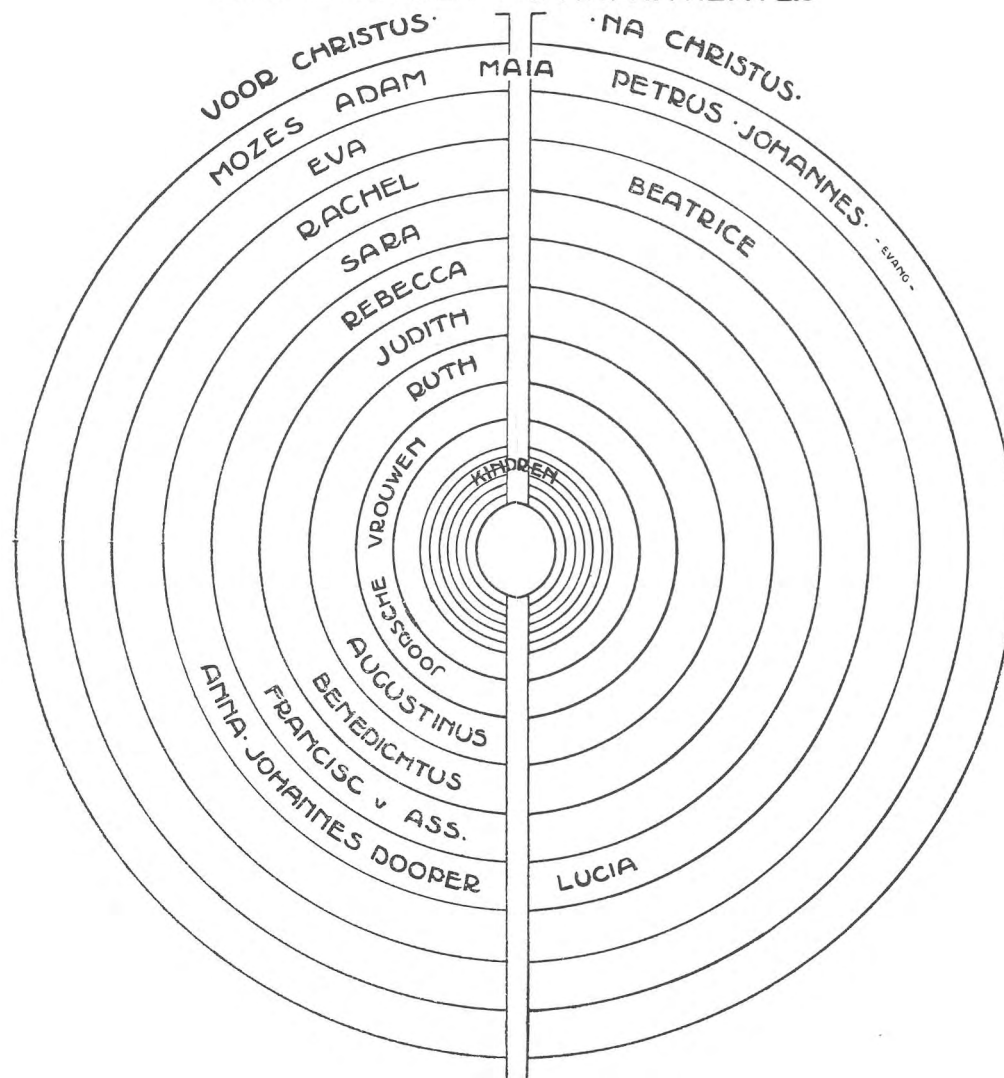 ·VOOR CHRISTUS·
·NA CHRISTUS·
MOZES ADAM MAIA PETRUS·JOHANNES· -EVANG-
EVA
RACHEL BEATRICE
SARA
REBECCA
JUDITH
RUTH
JOODSCHE VROUWEN
KINDREN
AUGUSTINUS
BENEDICHTUS
FRANCISC v ASS.
ANNA·JOHANNES DOOPER LUCIA